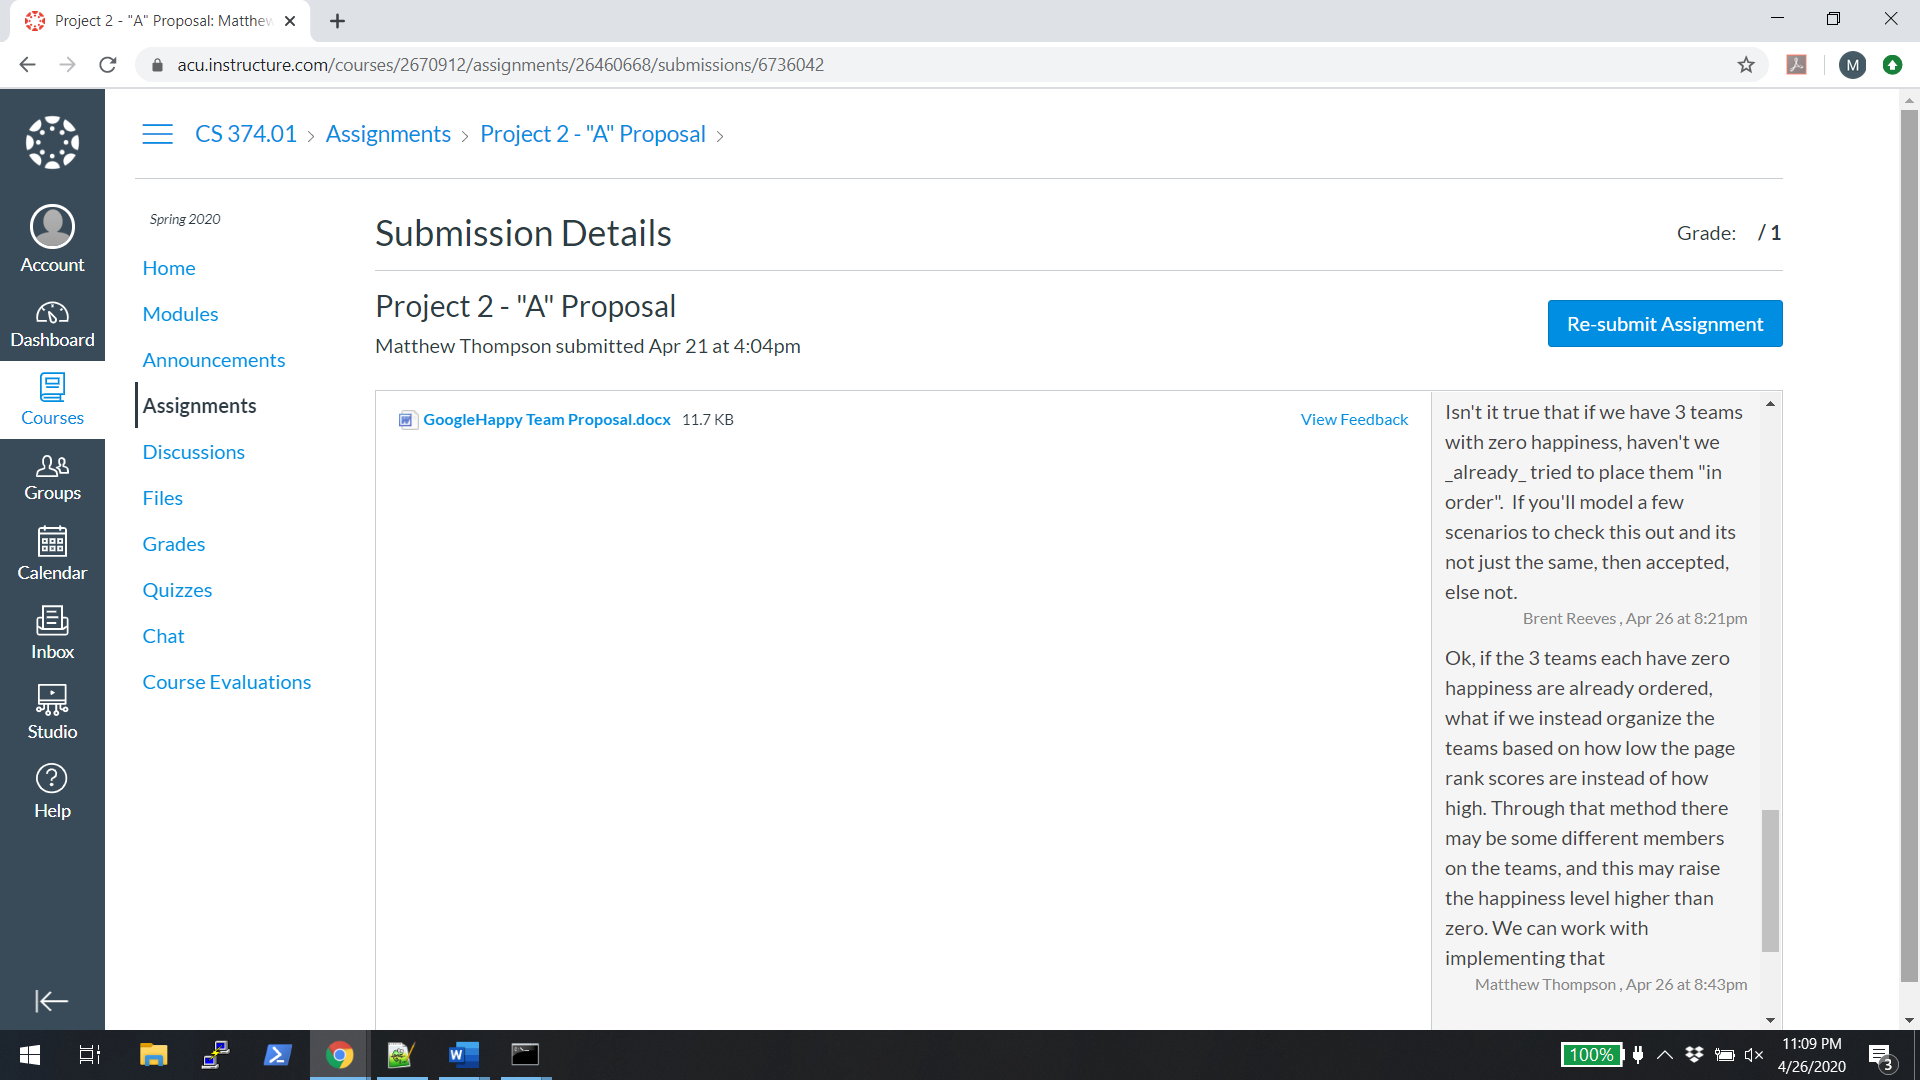 Project 2 - "A" Proposal: Matthew
acu.instructure.com/courses/2670912/assignments/26460668/submissions/6736042
M
CS 374.01 > Assignments > Project 2 - "A" Proposal >
Account
Dashboard
Courses
Groups
Calendar
Inbox
Studio
Help
Spring 2020
Home
Modules
Announcements
Assignments
Discussions
Files
Grades
Quizzes
Chat
Course Evaluations
Submission Details
Grade: / 1
Project 2 - "A" Proposal
Re-submit Assignment
Matthew Thompson submitted Apr 21 at 4:04pm
GoogleHappy Team Proposal.docx 11.7 KB
View Feedback
Isn't it true that if we have 3 teams
with zero happiness, haven't we
_already_ tried to place them "in
order".  If you'll model a few
scenarios to check this out and its
not just the same, then accepted,
else not.
Brent Reeves , Apr 26 at 8:21pm
Ok, if the 3 teams each have zero
happiness are already ordered,
what if we instead organize the
teams based on how low the page
rank scores are instead of how
high. Through that method there
may be some different members
on the teams, and this may raise
the happiness level higher than
zero. We can work with
implementing that
Matthew Thompson , Apr 26 at 8:43pm
100%
11:09 PM
4/26/2020
3